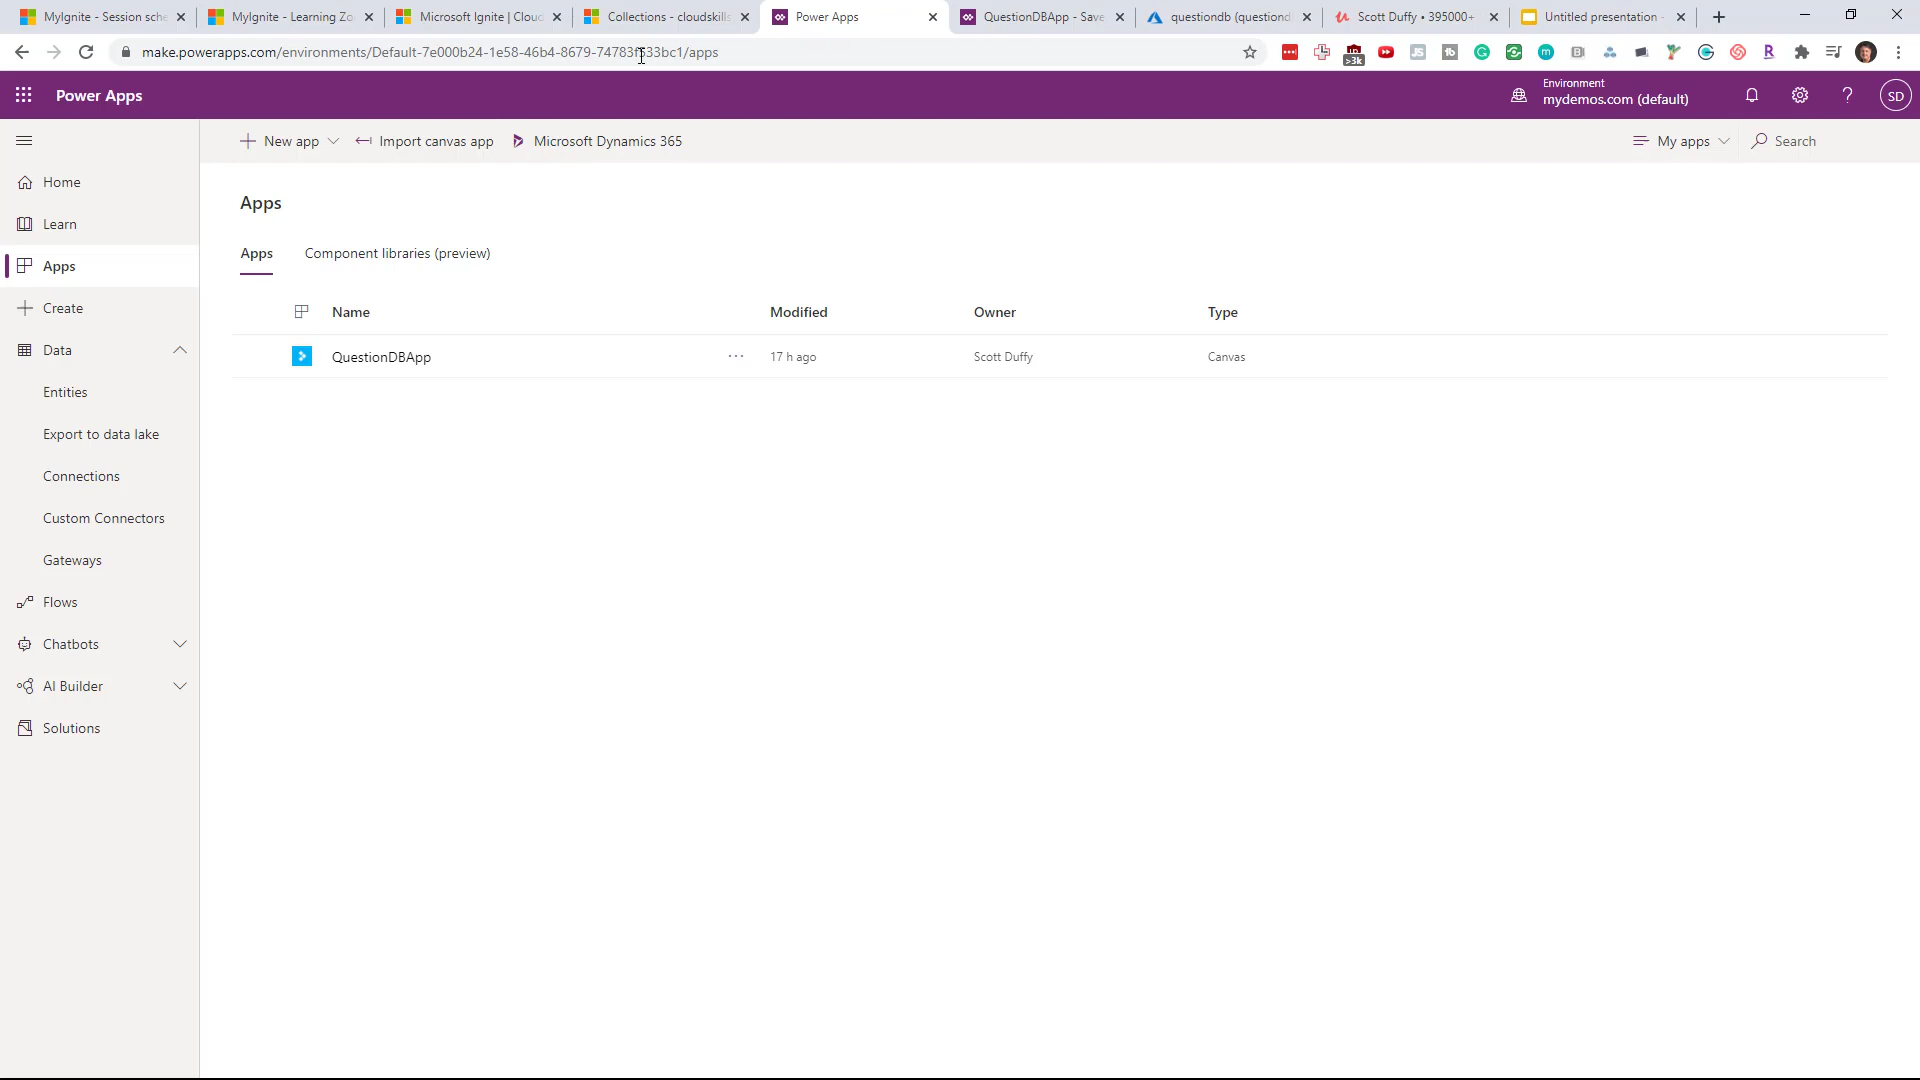 MyIgnite - Session sche
MyIgnite - Learning Zo
Microsoft Ignite | Cloud
Collections - cloudskills
Power Apps
QuestionDBApp - Save
questiondb (questiond
Scott Duffy • 395000+
Untitled presentation -
make.powerapps.com/environments/Default-7e000b24-1e58-46b4-8679-74783f633bc1/apps
>3k
Power Apps
Environment
mydemos.com (default)
SD
New app
Import canvas app
Microsoft Dynamics 365
My apps
Search
Home
Learn
Apps
Create
Data
Entities
Export to data lake
Connections
Custom Connectors
Gateways
Flows
Chatbots
AI Builder
Solutions
Apps
Apps
Component libraries (preview)
Name Modified Owner Type
QuestionDBApp ... 17 h ago Scott Duffy Canvas